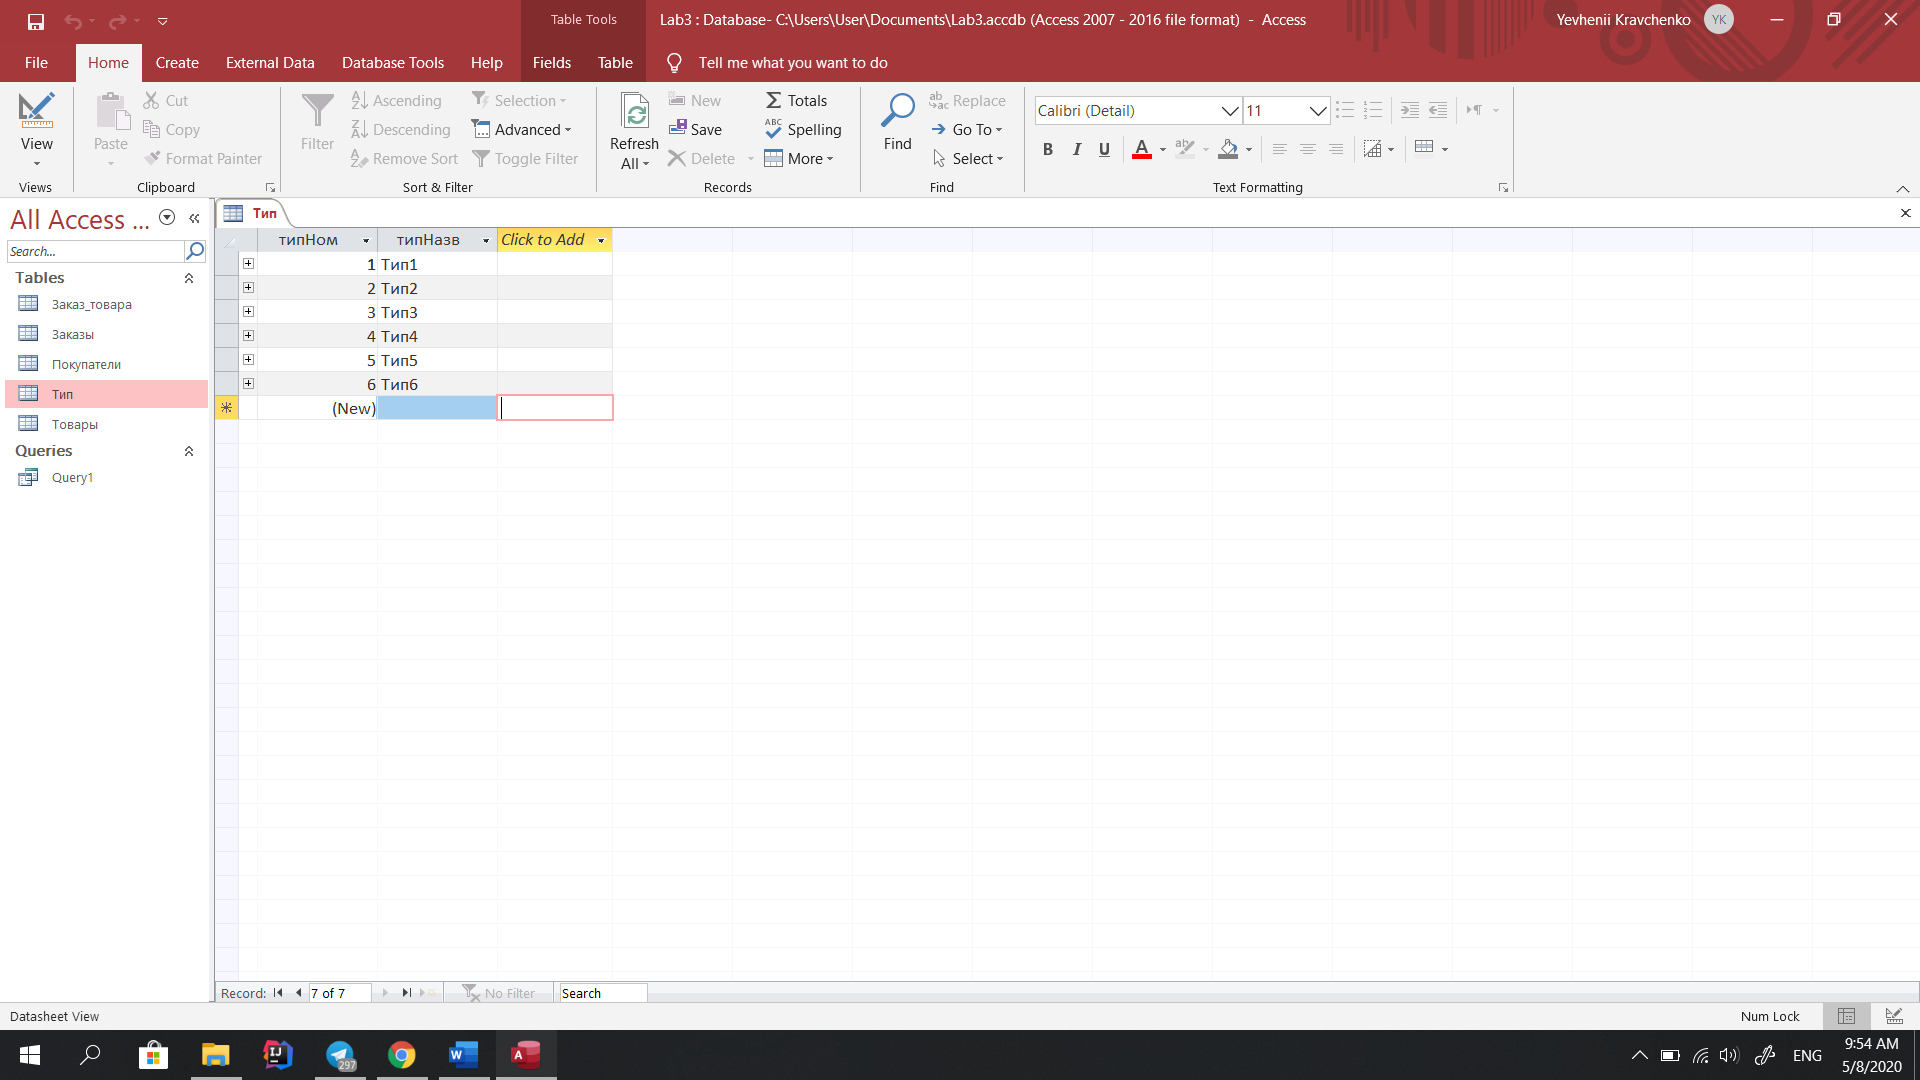 Table Tools
Lab3 : Database- C:\Users\User\Documents\Lab3.accdb (Access 2007 - 2016 file format) - Access
Yevhenii Kravchenko
YK
File Home Create External Data Database Tools Help Fields Table Tell me what you want to do
View
Views
Paste
Cut
Copy
Format Painter
Clipboard
Filter
Ascending
Descending
Remove Sort
Selection
Advanced
Toggle Filter
Sort & Filter
Refresh
All
New
Save
Delete
Totals
Spelling
More
Records
Find
Replace
Go To
Select
Find
Calibri (Detail) 11
B I U A
Text Formatting
All Access ...
Search...
Tables
Заказ_товара
Заказы
Покупатели
Тип
Товары
Queries
Query1
Тип
типНом типНазв Click to Add
1 Тип1
2 Тип2
3 Тип3
4 Тип4
5 Тип5
6 Тип6
(New)
Record: 7 of 7 No Filter Search
Datasheet View
Num Lock
297
ENG
9:54 AM
5/8/2020